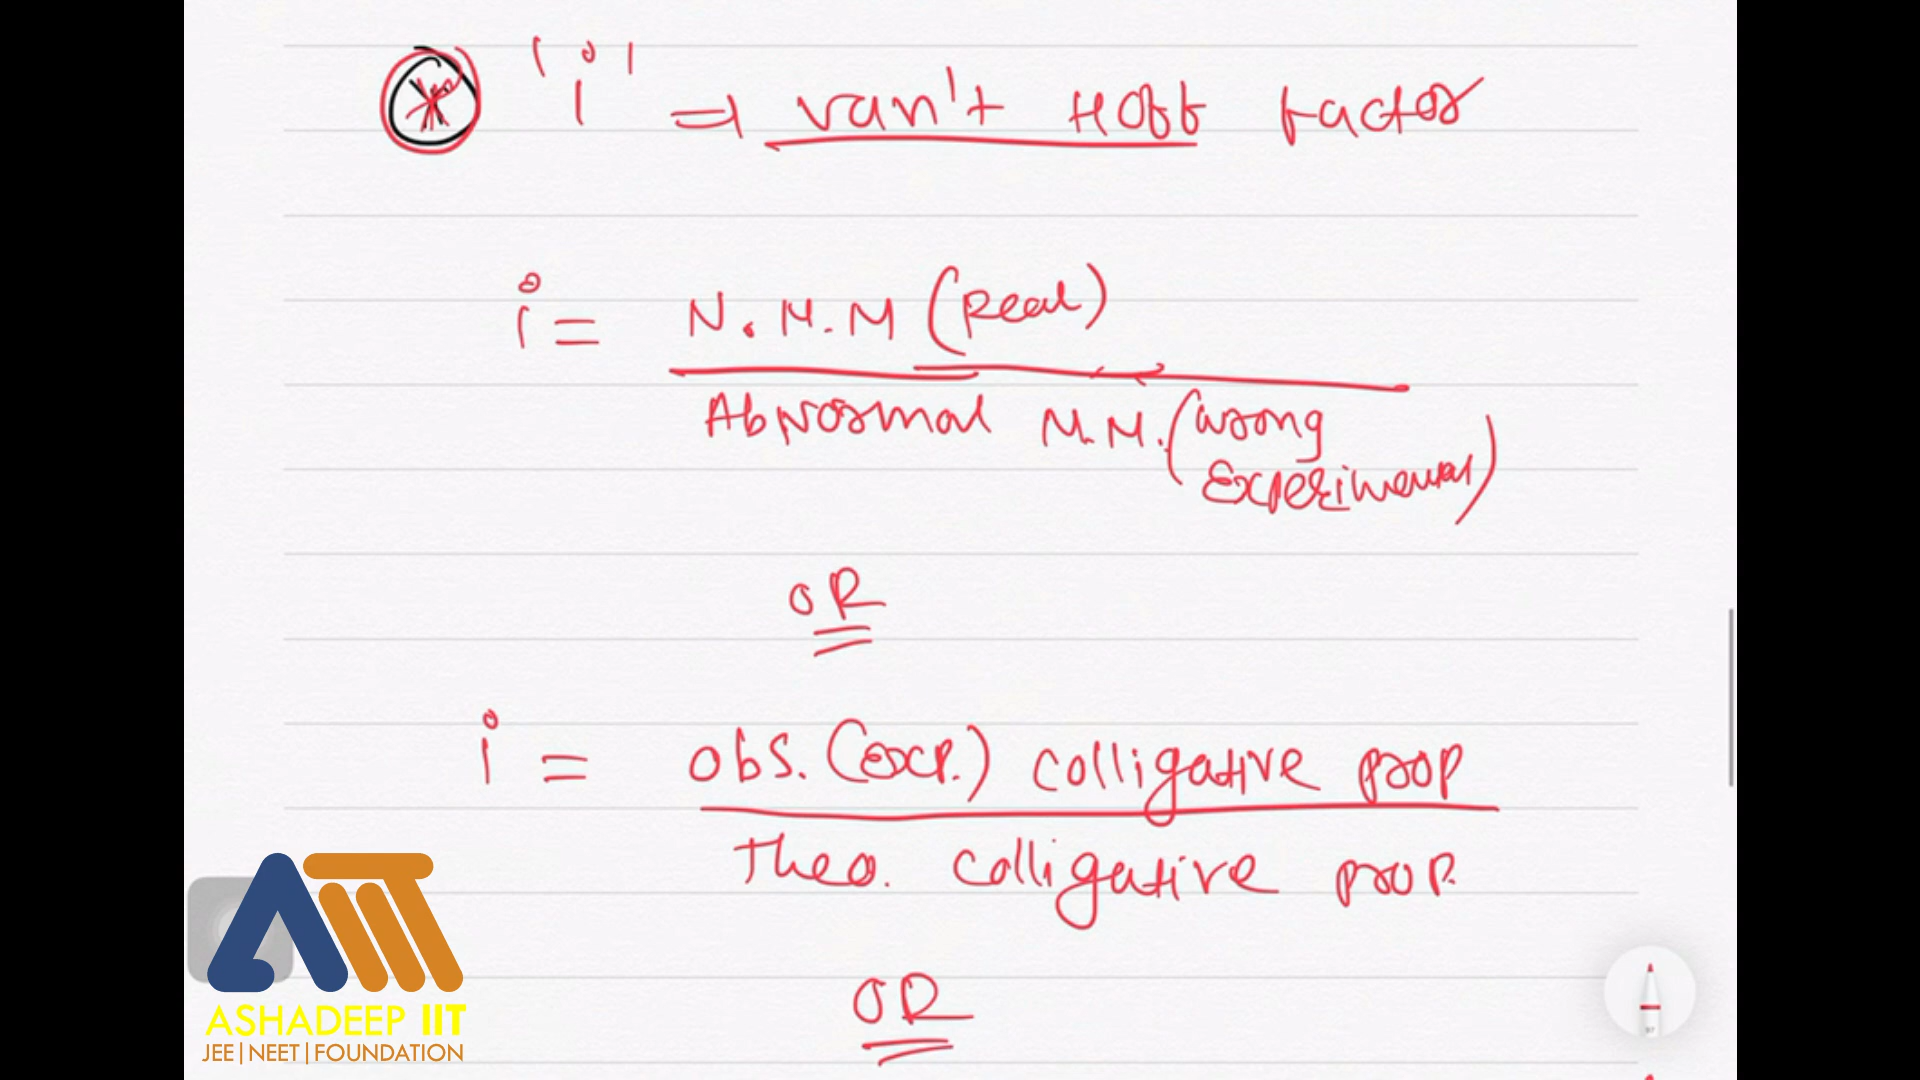 'i' ⇒ van't Hoff factor
i = N.M.M (Real)
Abnormal M.M. (wrong
Experimental)
OR
i = obs. (exp.) colligative prop
Theo. colligative prop.
OR
ASHADEEP IIT
JEE|NEET|FOUNDATION